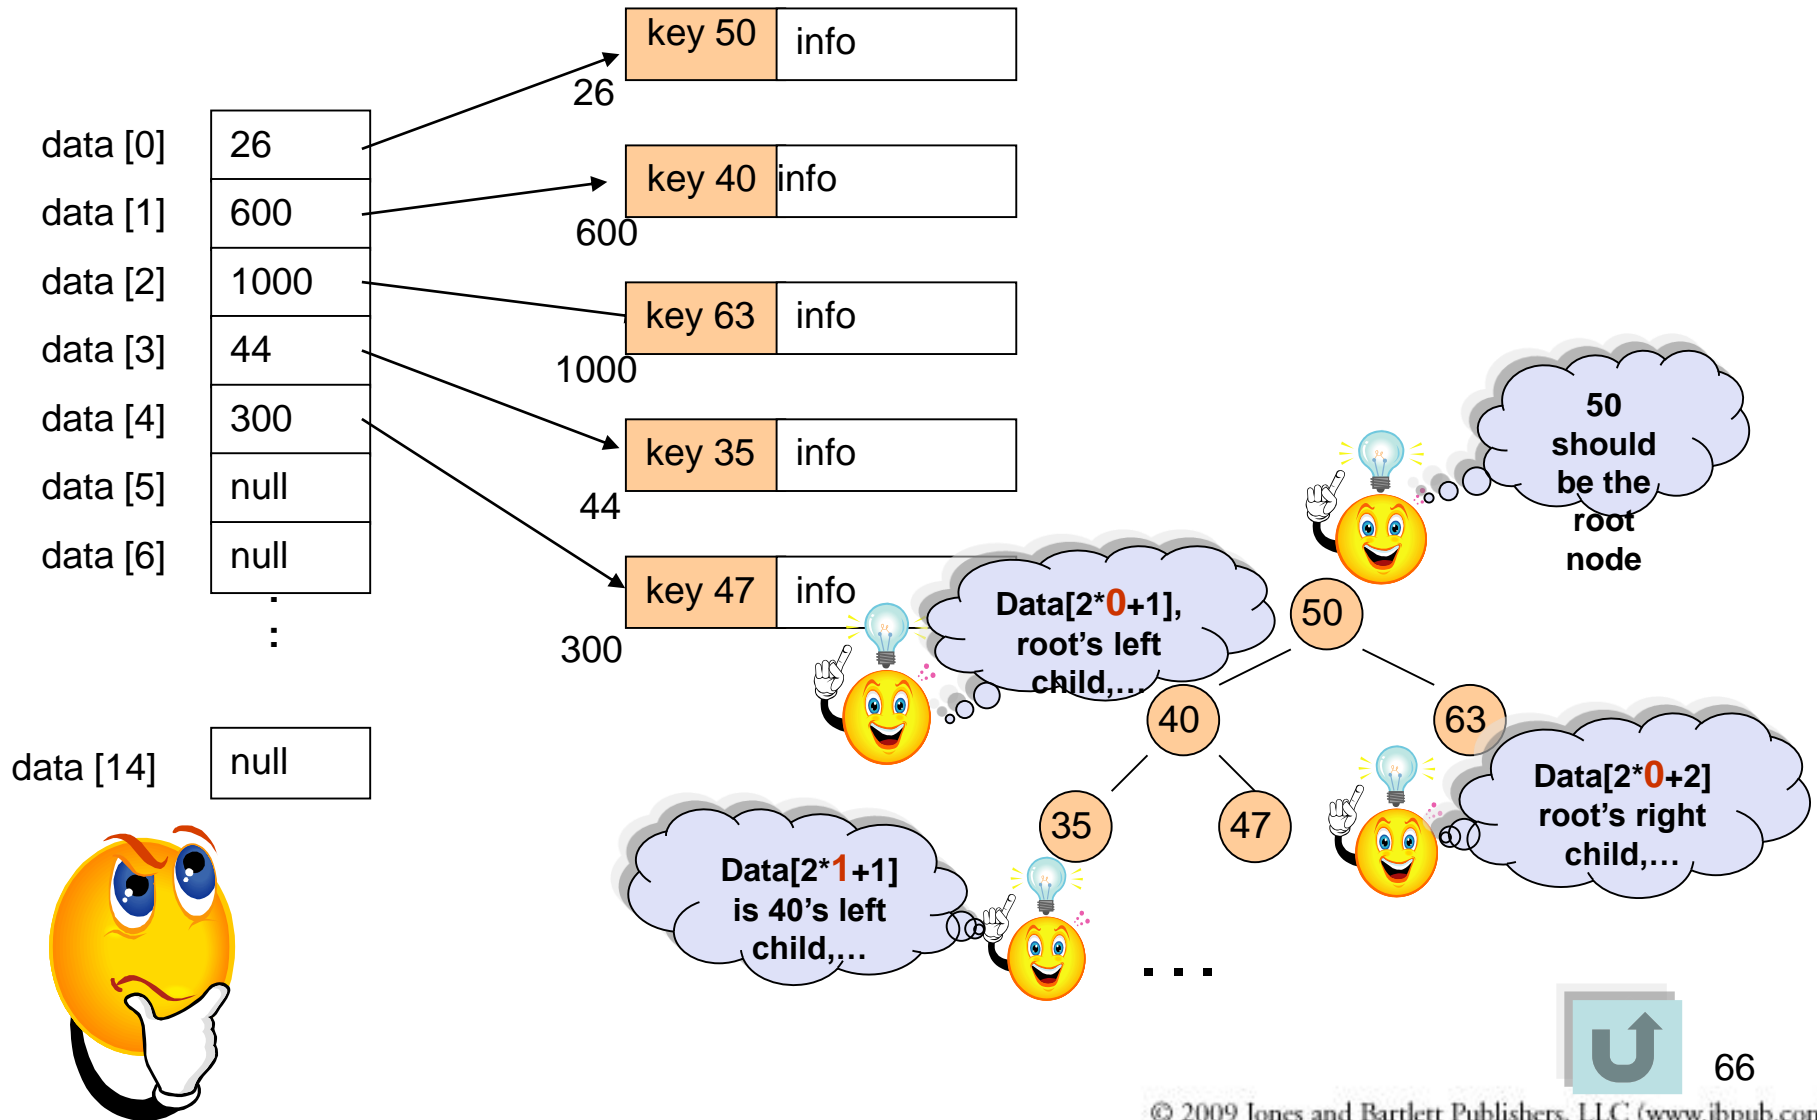 key 50 info
26
data [0] 26
key 40 info
data [1] 600
600
data [2] 1000
key 63 info
data [3] 44
1000
data [4] 300
key 35 info
data [5] null
44
data [6] null
key 47 info
:
300
data [14] null
50
should
be the
root
node
Data[2*0+1],
root's left
child,...
50
40
63
35
47
Data[2*0+2]
root's right
child,...
Data[2*1+1]
is 40's left
child,...
...
66
© 2009 Jones and Bartlett Publishers, LLC (www.jbpub.com